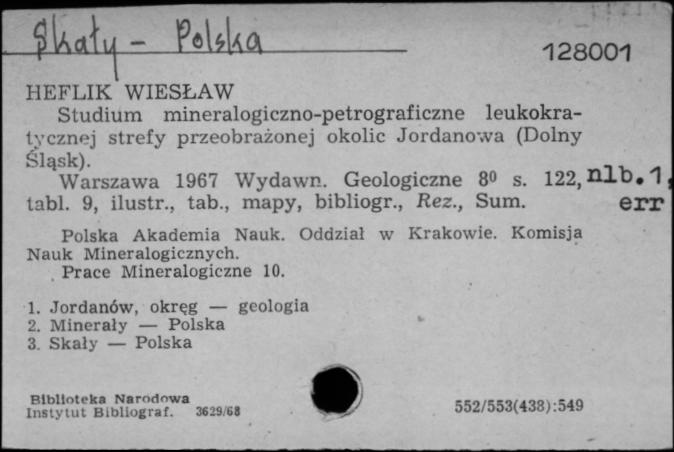 Skały - Polska
128001
HEFLIK WIESŁAW
Studium mineralogiczno-petrograficzne leukokra-
tycznej strefy przeobrażonej okolic Jordanowa (Dolny
Śląsk).
Warszawa 1967 Wydawn. Geologiczne 8⁰ s. 122, nlb. 1,
tabl. 9, ilustr., tab., mapy, bibliogr., Rez., Sum. err
Polska Akademia Nauk. Oddział w Krakowie. Komisja
Nauk Mineralogicznych.
Prace Mineralogiczne 10.
1. Jordanów, okręg — geologia
2. Minerały — Polska
3. Skały — Polska
Biblioteka Narodowa
Instytut Bibliograf. 3629/68
552/553(438):549